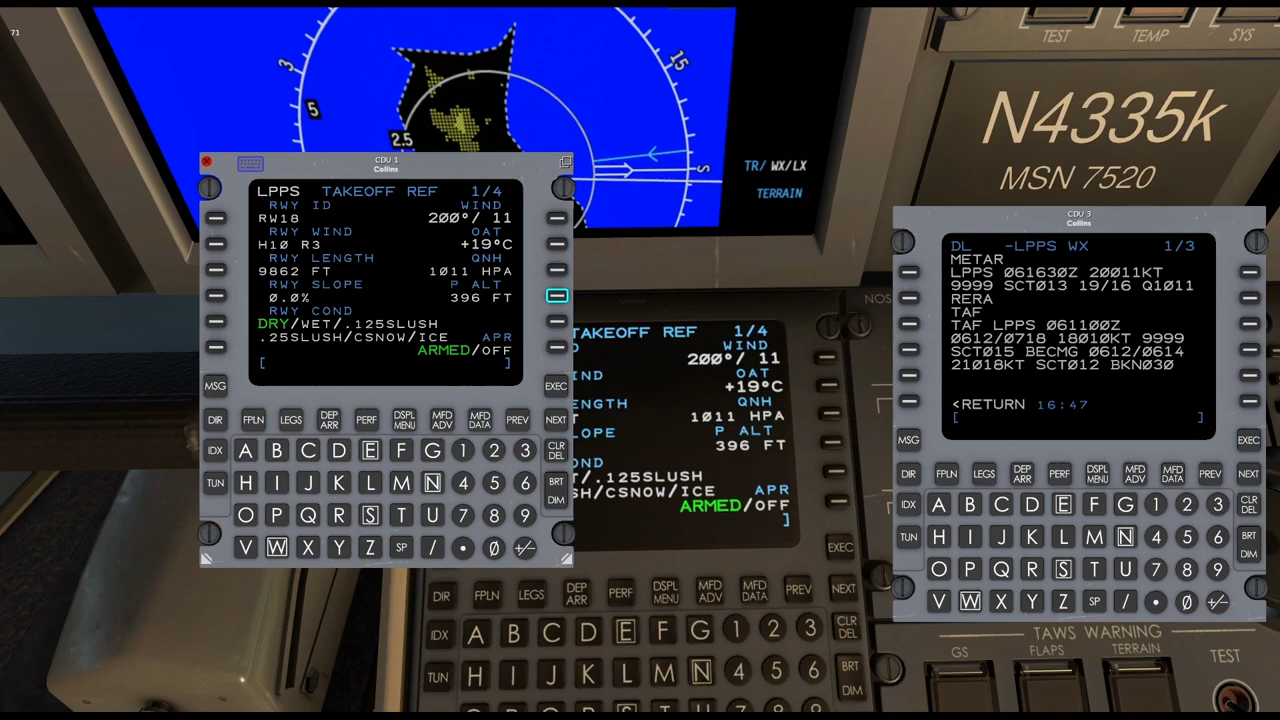 71
3
5
2.5
15
S
TR/ WX/LX
TERRAIN
TEST TEMP SYS
N4335k
MSN 7520
CDU 1
Collins
LPPS TAKEOFF REF 1/4
RWY ID WIND
RW18 200°/ 11
RWY WIND OAT
H10 R3 +19°C
RWY LENGTH QNH
9862 FT 1011 HPA
RWY SLOPE P ALT
0.0% 396 FT
RWY COND
DRY/WET/.125SLUSH
.25SLUSH/CSNOW/ICE APR
ARMED/OFF
[ ]
MSG EXEC
DIR FPLN LEGS DEP ARR PERF DSPL MENU MFD ADV MFD DATA PREV NEXT
IDX A B C D E F G 1 2 3 CLR DEL
TUN H I J K L M N 4 5 6 BRT DIM
O P Q R S T U 7 8 9
V W X Y Z SP / . 0 +/-
Collins
TAKEOFF REF 1/4
D WIND
200°/ 11
IND OAT
+19°C
ENGTH QNH
T 1011 HPA
LOPE P ALT
396 FT
OND
T/.125SLUSH
SH/CSNOW/ICE APR
ARMED/OFF
]
EXEC
DIR FPLN LEGS DEP ARR PERF DSPL MENU MFD ADV MFD DATA PREV NEXT
IDX A B C D E F G 1 2 3 CLR DEL
TUN H I J K L M N 4 5 6 BRT DIM
NOS
CDU 3
Collins
DL -LPPS WX 1/3
METAR
LPPS 061630Z 20011KT
9999 SCT013 19/16 Q1011
RERA
TAF
TAF LPPS 061100Z
0612/0718 18010KT 9999
SCT015 BECMG 0612/0614
21018KT SCT012 BKN030
<RETURN 16:47
[ ]
MSG EXEC
DIR FPLN LEGS DEP ARR PERF DSPL MENU MFD ADV MFD DATA PREV NEXT
IDX A B C D E F G 1 2 3 CLR DEL
TUN H I J K L M N 4 5 6 BRT DIM
O P Q R S T U 7 8 9
V W X Y Z SP / . 0 +/-
TAWS WARNING
GS FLAPS TERRAIN TEST